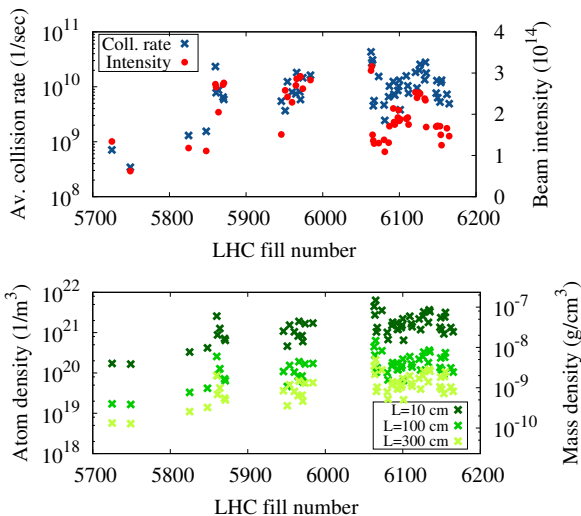 10^11
10^10
10^9
10^8
Av. collision rate (1/sec)
Coll. rate
Intensity
4
3
2
1
0
Beam intensity (10^14)
5700 5800 5900 6000 6100 6200
LHC fill number
10^22
10^21
10^20
10^19
10^18
Atom density (1/m^3)
10^-7
10^-8
10^-9
10^-10
Mass density (g/cm^3)
L=10 cm
L=100 cm
L=300 cm
5700 5800 5900 6000 6100 6200
LHC fill number